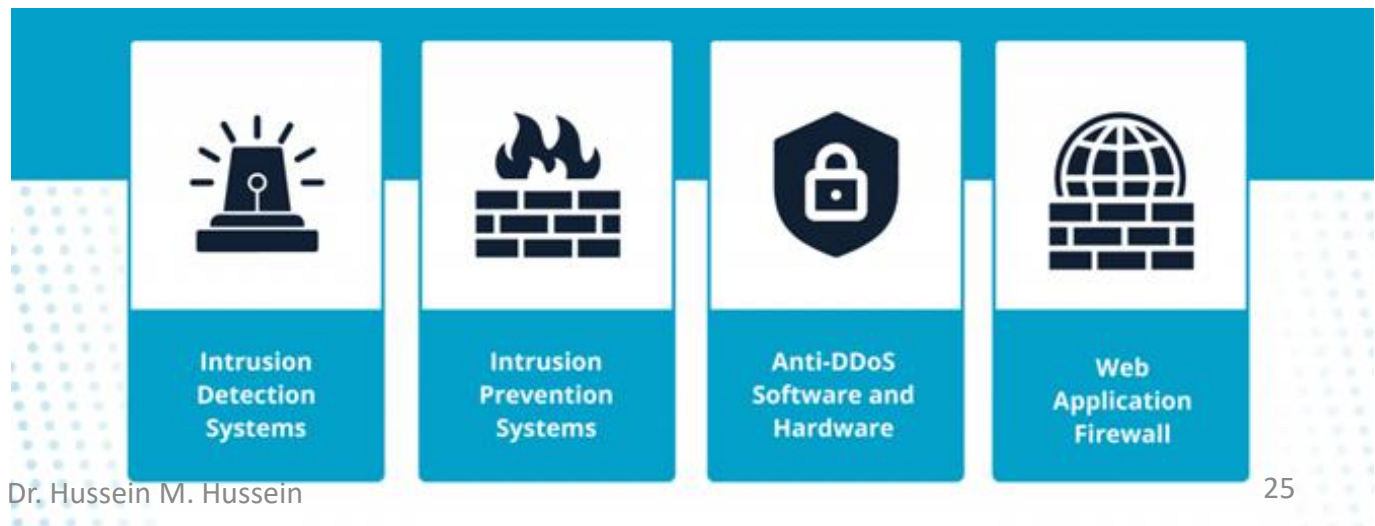 Intrusion
Detection
Systems
Intrusion
Prevention
Systems
Anti-DDoS
Software and
Hardware
Web
Application
Firewall
Dr. Hussein M. Hussein
25